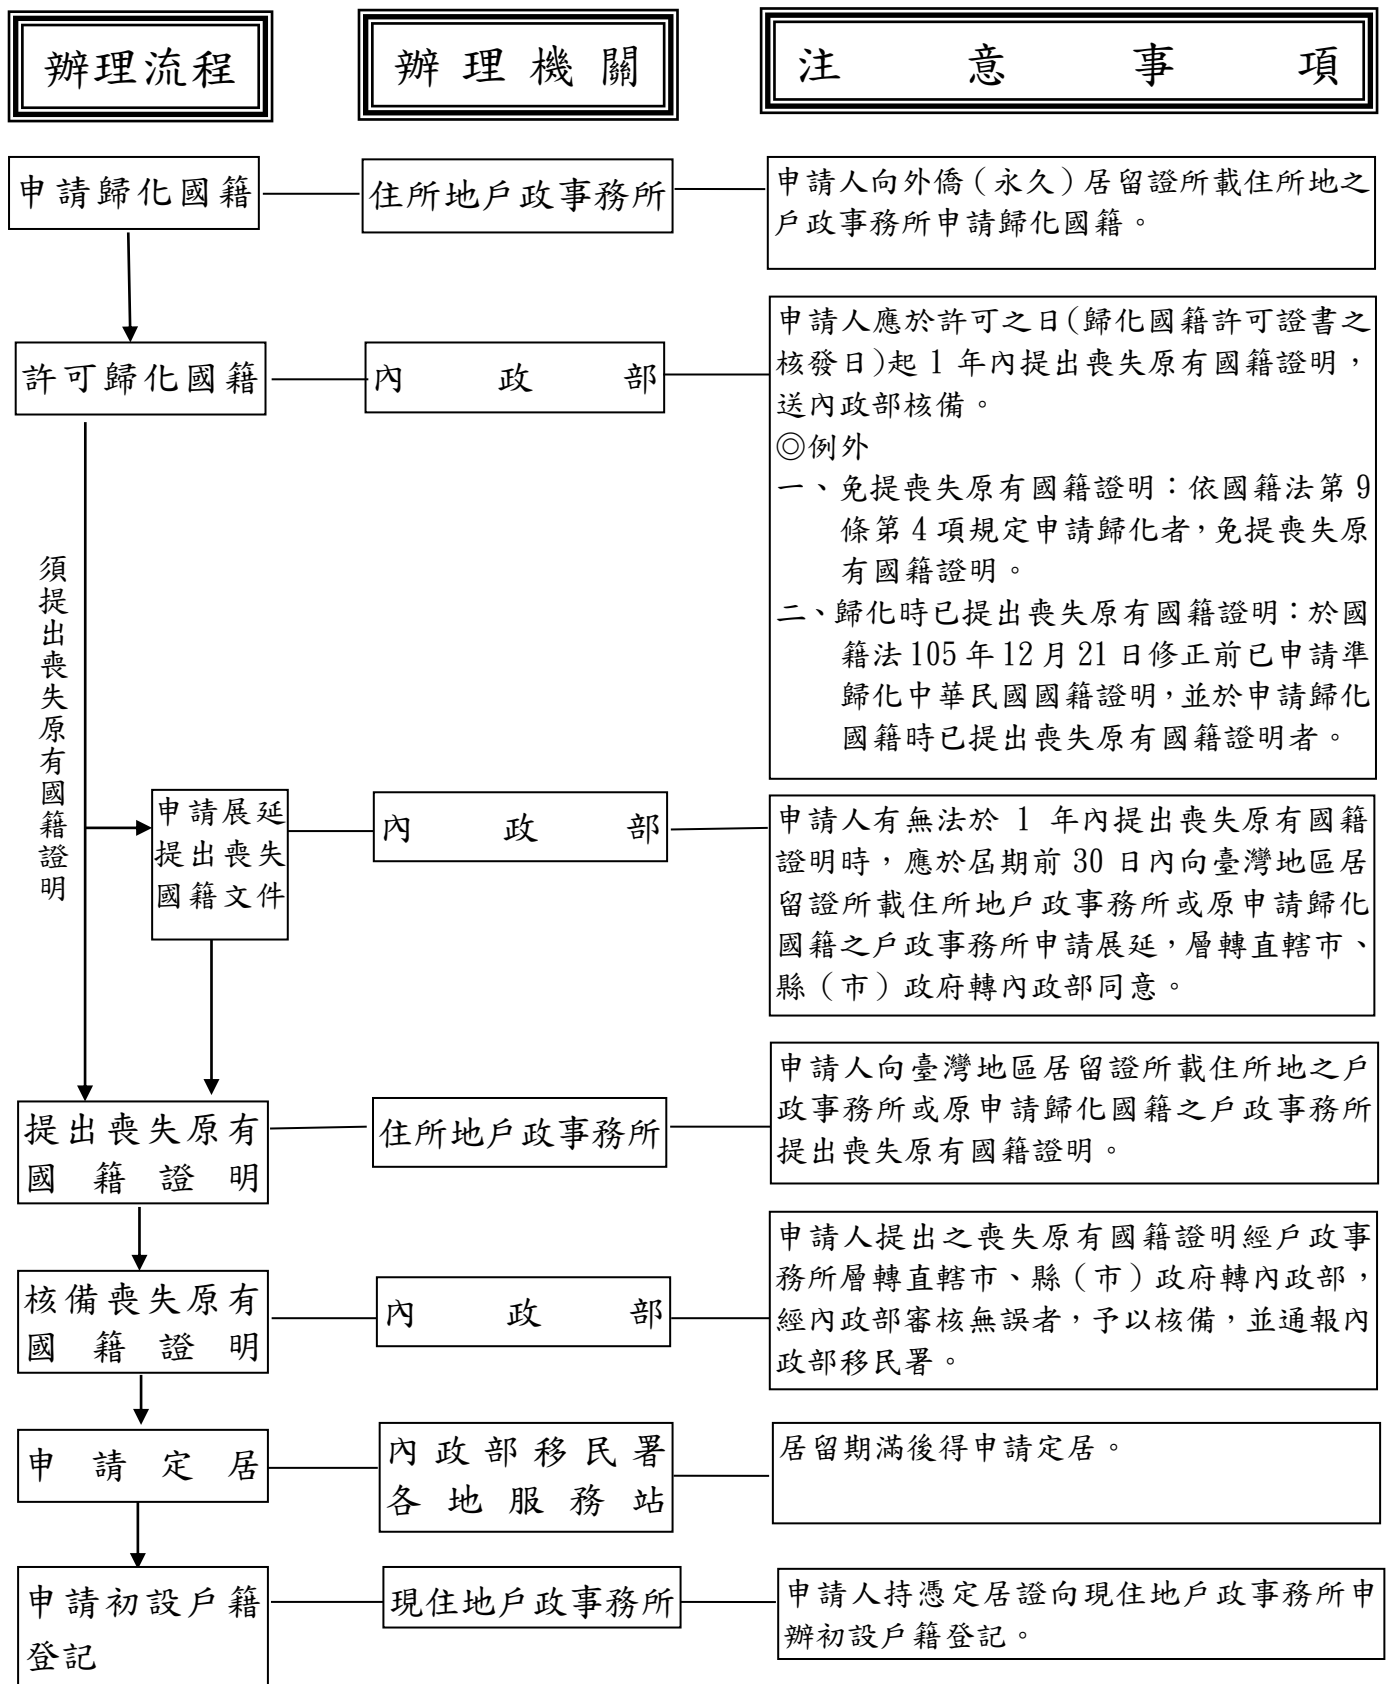 辦理流程
辦理機關
注意事項
申請歸化國籍
住所地戶政事務所
申請人向外僑（永久）居留證所載住所地之
戶政事務所申請歸化國籍。
許可歸化國籍
內政部
申請人應於許可之日(歸化國籍許可證書之
核發日)起 1 年內提出喪失原有國籍證明，
送內政部核備。
◎例外
一、免提喪失原有國籍證明：依國籍法第 9
條第 4 項規定申請歸化者，免提喪失原
有國籍證明。
二、歸化時已提出喪失原有國籍證明：於國
籍法 105 年 12 月 21 日修正前已申請準
歸化中華民國國籍證明，並於申請歸化
國籍時已提出喪失原有國籍證明者。
須提出喪失原有國籍證明
申請展延
提出喪失
國籍文件
內政部
申請人有無法於 1 年內提出喪失原有國籍
證明時，應於屆期前 30 日內向臺灣地區居
留證所載住所地戶政事務所或原申請歸化
國籍之戶政事務所申請展延，層轉直轄市、
縣（市）政府轉內政部同意。
提出喪失原有
國籍證明
住所地戶政事務所
申請人向臺灣地區居留證所載住所地之戶
政事務所或原申請歸化國籍之戶政事務所
提出喪失原有國籍證明。
核備喪失原有
國籍證明
內政部
申請人提出之喪失原有國籍證明經戶政事
務所層轉直轄市、縣（市）政府轉內政部，
經內政部審核無誤者，予以核備，並通報內
政部移民署。
申請定居
內政部移民署
各地服務站
居留期滿後得申請定居。
申請初設戶籍
登記
現住地戶政事務所
申請人持憑定居證向現住地戶政事務所申
辦初設戶籍登記。